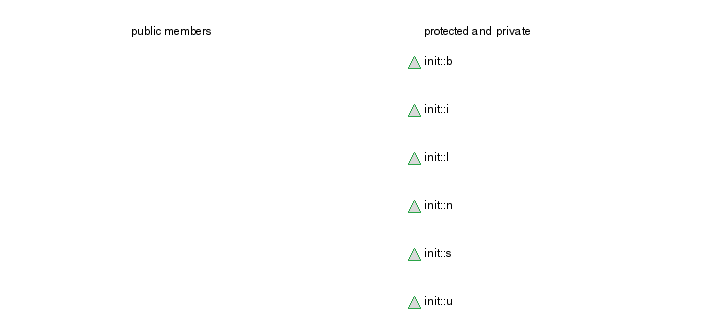 public members
protected and private
init::b
init::i
init::l
init::n
init::s
init::u